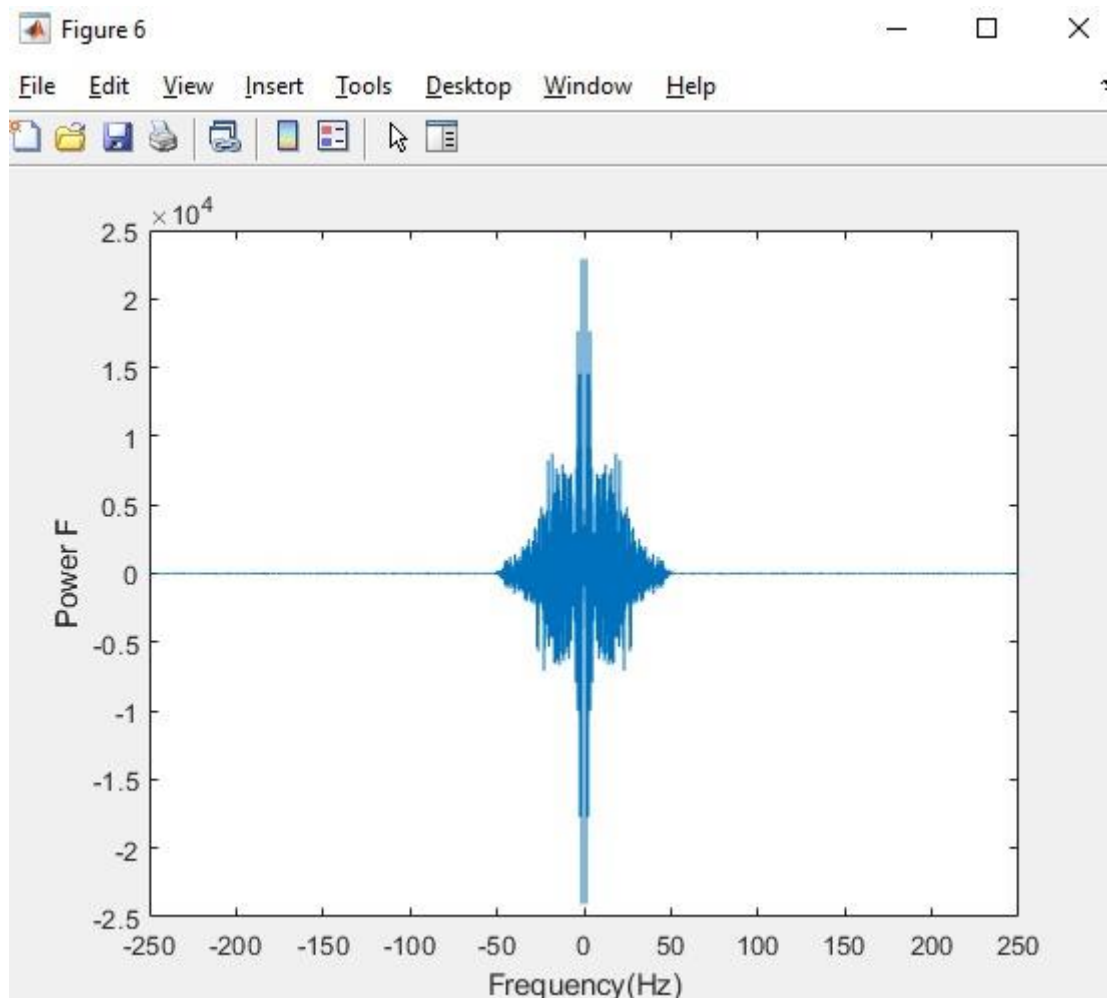 Figure 6
File Edit View Insert Tools Desktop Window Help
×10⁴
2.5
2
1.5
1
0.5
0
-0.5
-1
-1.5
-2
-2.5
Power F
-250 -200 -150 -100 -50 0 50 100 150 200 250
Frequency(Hz)